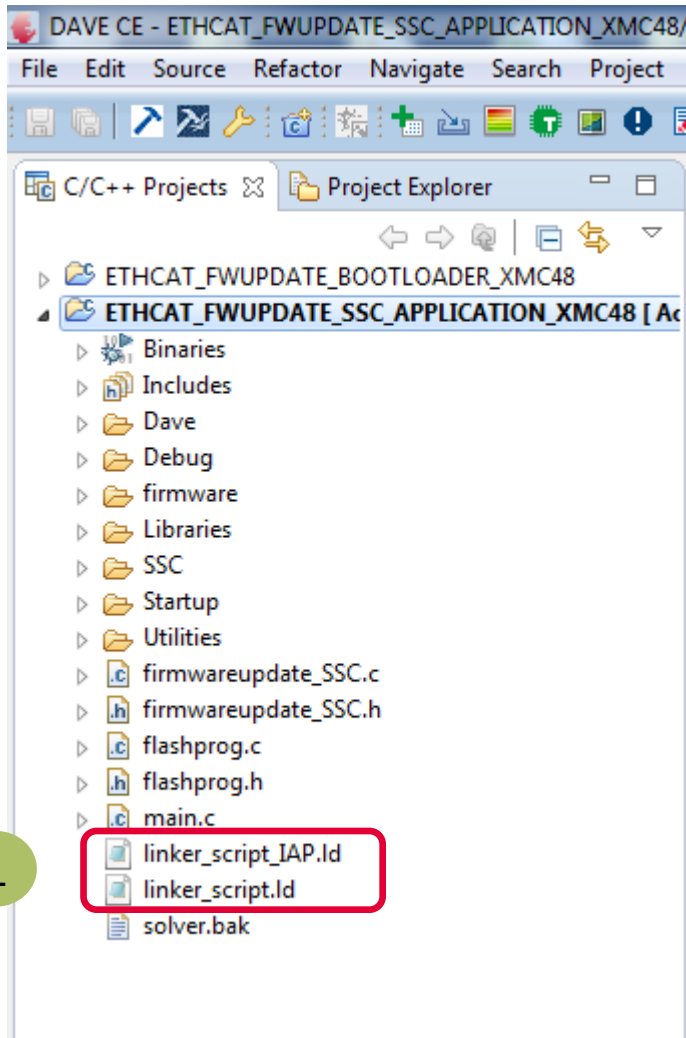 DAVE CE - ETHCAT_FWUPDATE_SSC_APPLICATION_XMC48/
File Edit Source Refactor Navigate Search Project
C/C++ Projects Project Explorer
ETHCAT_FWUPDATE_BOOTLOADER_XMC48
ETHCAT_FWUPDATE_SSC_APPLICATION_XMC48 [ Ac
Binaries
Includes
Dave
Debug
firmware
Libraries
SSC
Startup
Utilities
firmwareupdate_SSC.c
firmwareupdate_SSC.h
flashprog.c
flashprog.h
main.c
linker_script_IAP.ld
linker_script.ld
solver.bak